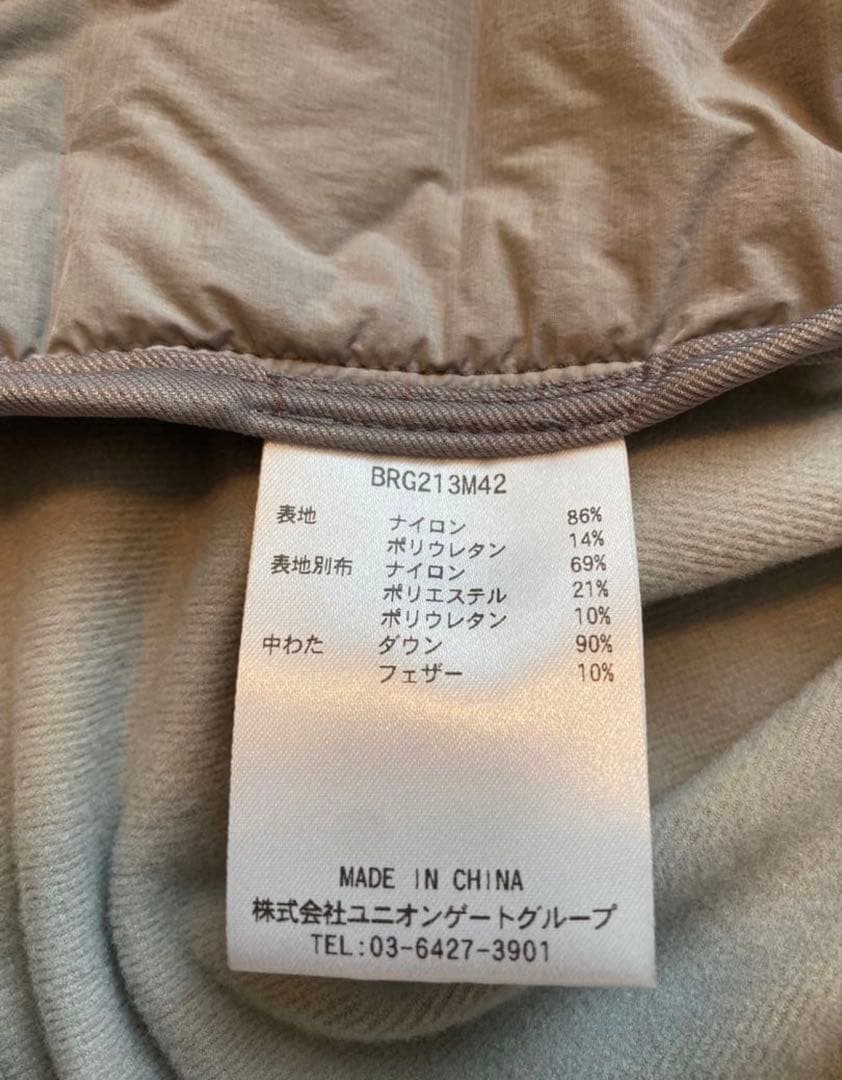 BRG213M42
表地 ナイロン 86%
ポリウレタン 14%
表地別布 ナイロン 69%
ポリエステル 21%
ポリウレタン 10%
中わた ダウン 90%
フェザー 10%
MADE IN CHINA
株式会社ユニオンゲートグループ
TEL:03-6427-3901